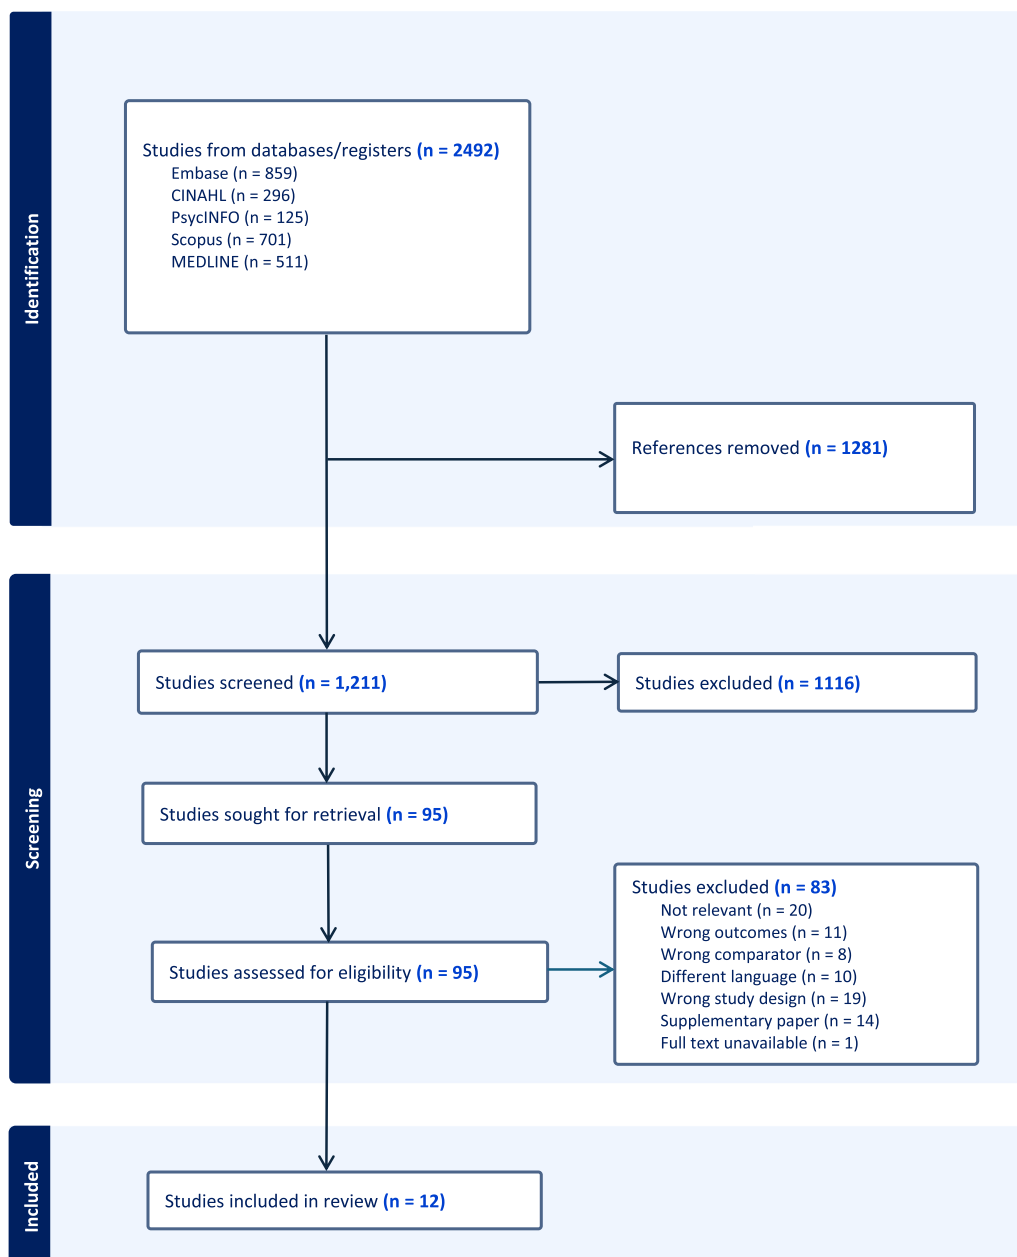 Identification
Studies from databases/registers (n = 2492)
Embase (n = 859)
CINAHL (n = 296)
PsycINFO (n = 125)
Scopus (n = 701)
MEDLINE (n = 511)
References removed (n = 1281)
Screening
Studies screened (n = 1,211)
Studies excluded (n = 1116)
Studies sought for retrieval (n = 95)
Studies assessed for eligibility (n = 95)
Studies excluded (n = 83)
Not relevant (n = 20)
Wrong outcomes (n = 11)
Wrong comparator (n = 8)
Different language (n = 10)
Wrong study design (n = 19)
Supplementary paper (n = 14)
Full text unavailable (n = 1)
Included
Studies included in review (n = 12)